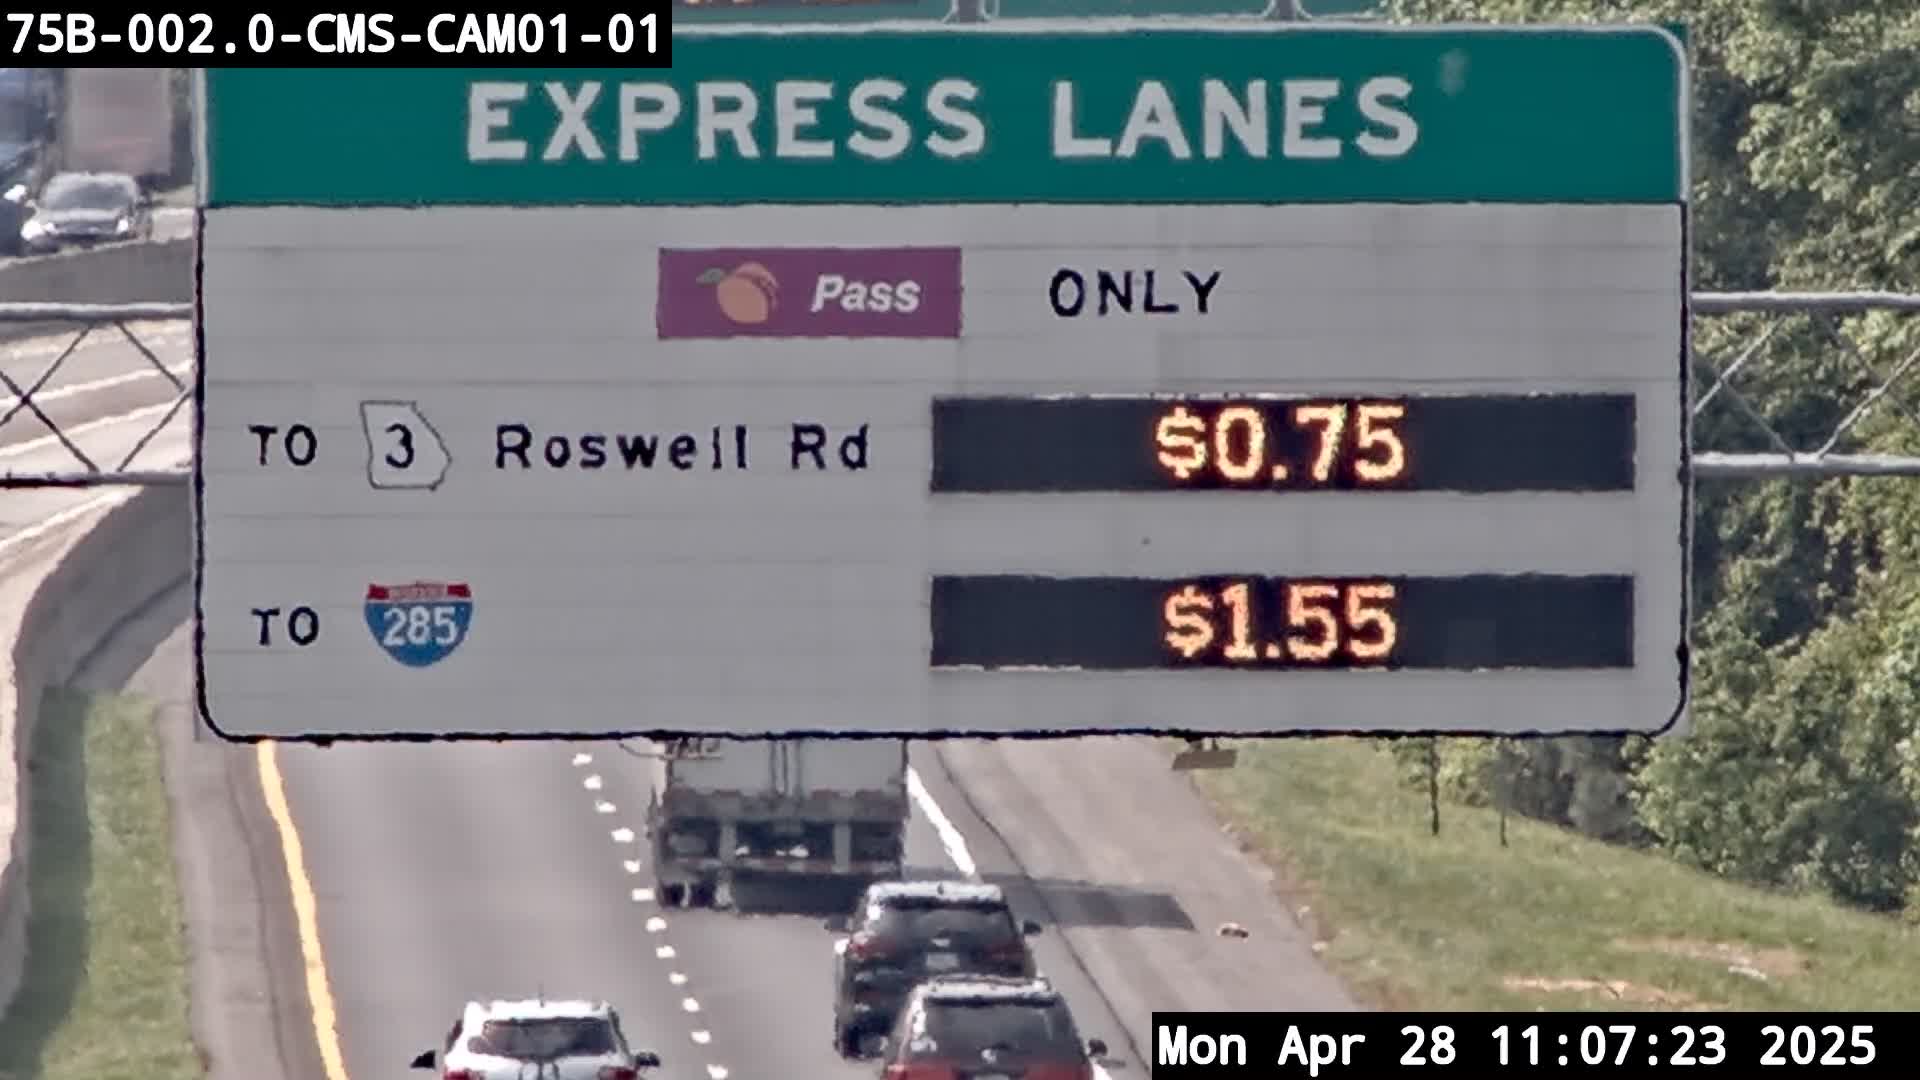 75B-002.0-CMS-CAM01-01
EXPRESS LANES
Pass ONLY
TO 3 Roswell Rd $0.75
TO 285 $1.55
Mon Apr 28 11:07:23 2025